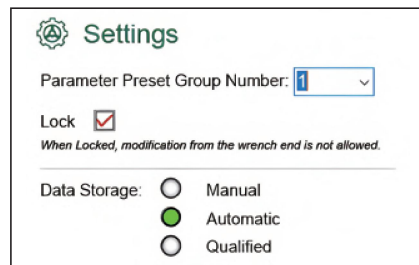 Settings
Parameter Preset Group Number: 1
Lock
When Locked, modification from the wrench end is not allowed.
Data Storage: Manual
Automatic
Qualified